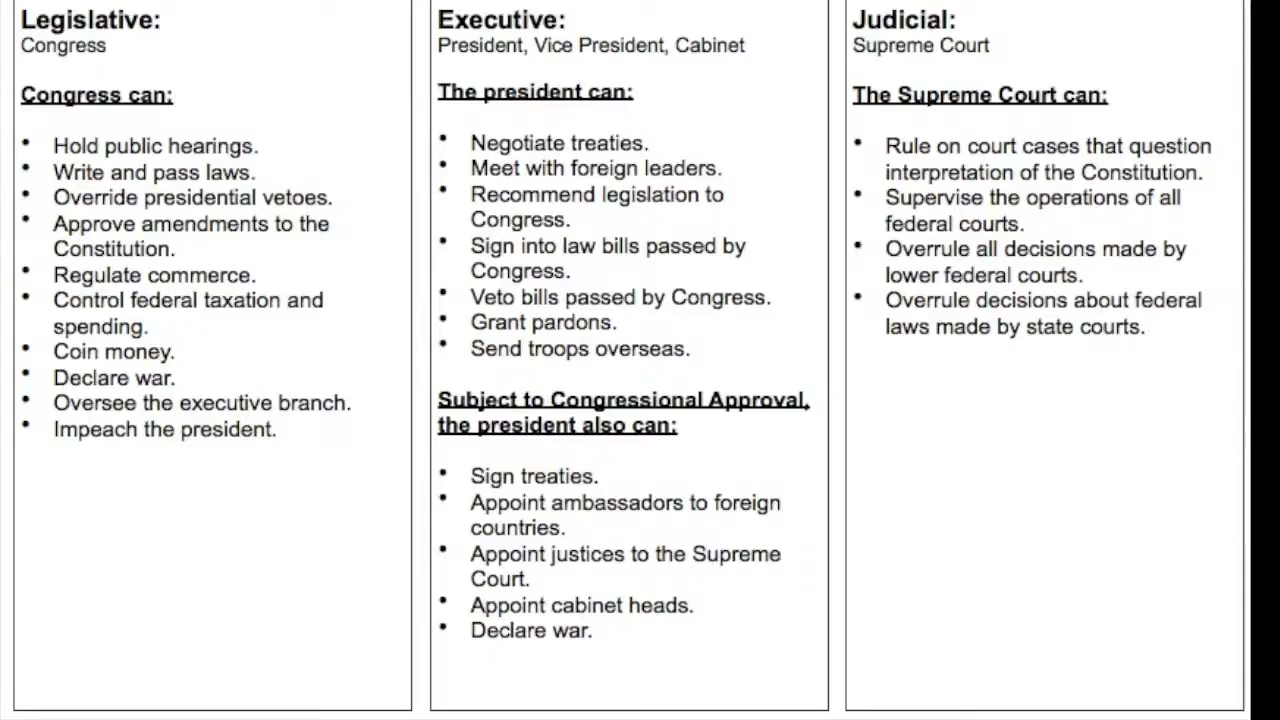 Legislative:
Congress
Congress can:
• Hold public hearings.
• Write and pass laws.
• Override presidential vetoes.
• Approve amendments to the
Constitution.
• Regulate commerce.
• Control federal taxation and
spending.
• Coin money.
• Declare war.
• Oversee the executive branch.
• Impeach the president.
Executive:
President, Vice President, Cabinet
The president can:
• Negotiate treaties.
• Meet with foreign leaders.
• Recommend legislation to
Congress.
• Sign into law bills passed by
Congress.
• Veto bills passed by Congress.
• Grant pardons.
• Send troops overseas.
Subject to Congressional Approval,
the president also can:
• Sign treaties.
• Appoint ambassadors to foreign
countries.
• Appoint justices to the Supreme
Court.
• Appoint cabinet heads.
• Declare war.
Judicial:
Supreme Court
The Supreme Court can:
• Rule on court cases that question
interpretation of the Constitution.
• Supervise the operations of all
federal courts.
• Overrule all decisions made by
lower federal courts.
• Overrule decisions about federal
laws made by state courts.